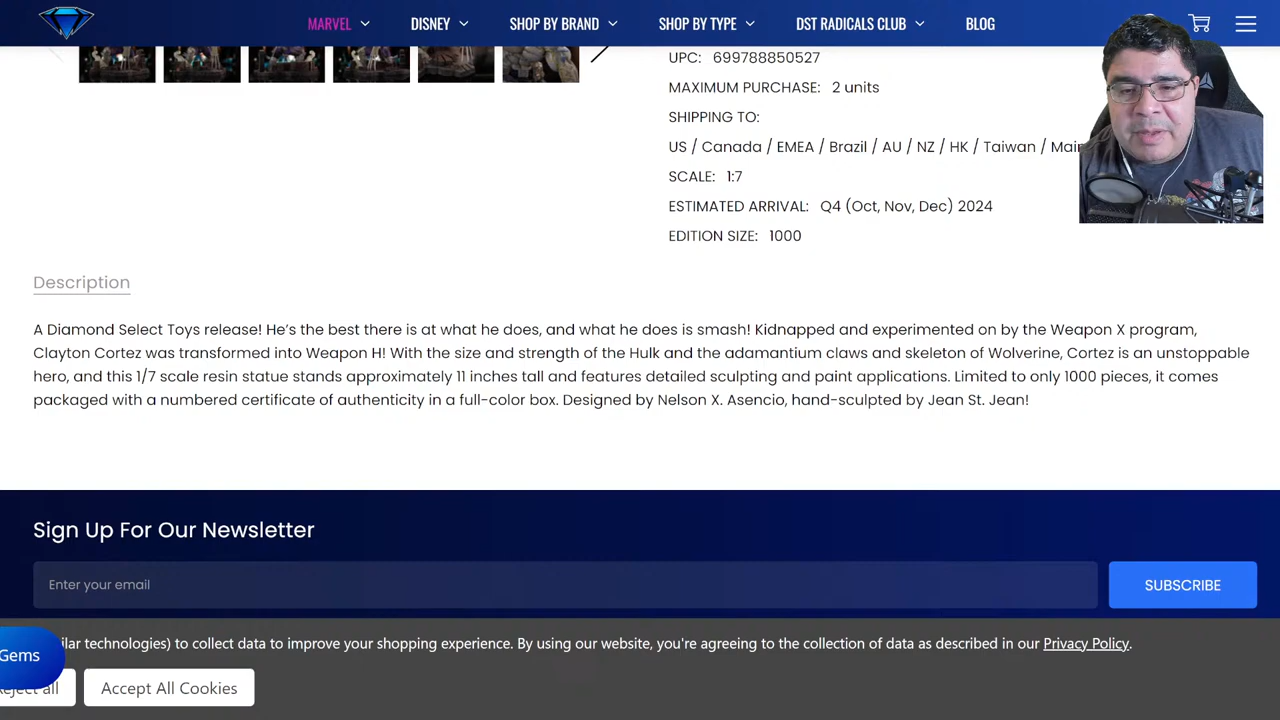 MARVEL DISNEY SHOP BY BRAND SHOP BY TYPE DST RADICALS CLUB BLOG
UPC: 699788850527
MAXIMUM PURCHASE: 2 units
SHIPPING TO:
US / Canada / EMEA / Brazil / AU / NZ / HK / Taiwan /
SCALE: 1:7
ESTIMATED ARRIVAL: Q4 (Oct, Nov, Dec) 2024
EDITION SIZE: 1000
Description
A Diamond Select Toys release! He's the best there is at what he does, and what he does is smash! Kidnapped and experimented on by the Weapon X program,
Clayton Cortez was transformed into Weapon H! With the size and strength of the Hulk and the adamantium claws and skeleton of Wolverine, Cortez is an unstoppable
hero, and this 1/7 scale resin statue stands approximately 11 inches tall and features detailed sculpting and paint applications. Limited to only 1000 pieces, it comes
packaged with a numbered certificate of authenticity in a full-color box. Designed by Nelson X. Asencio, hand-sculpted by Jean St. Jean!
Sign Up For Our Newsletter
Enter your email
SUBSCRIBE
technologies) to collect data to improve your shopping experience. By using our website, you're agreeing to the collection of data as described in our Privacy Policy.
Gems
all
Accept All Cookies